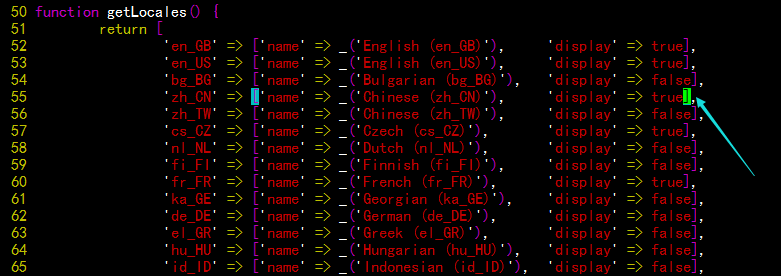 50 function getLocales() {
51 return [
52 'en_GB' => ['name' => _('English (en_GB)'), 'display' => true],
53 'en_US' => ['name' => _('English (en_US)'), 'display' => true],
54 'bg_BG' => ['name' => _('Bulgarian (bg_BG)'), 'display' => false],
55 'zh_CN' => ['name' => _('Chinese (zh_CN)'), 'display' => true],
56 'zh_TW' => ['name' => _('Chinese (zh_TW)'), 'display' => false],
57 'cs_CZ' => ['name' => _('Czech (cs_CZ)'), 'display' => true],
58 'nl_NL' => ['name' => _('Dutch (nl_NL)'), 'display' => false],
59 'fi_FI' => ['name' => _('Finnish (fi_FI)'), 'display' => false],
60 'fr_FR' => ['name' => _('French (fr_FR)'), 'display' => true],
61 'ka_GE' => ['name' => _('Georgian (ka_GE)'), 'display' => false],
62 'de_DE' => ['name' => _('German (de_DE)'), 'display' => false],
63 'el_GR' => ['name' => _('Greek (el_GR)'), 'display' => false],
64 'hu_HU' => ['name' => _('Hungarian (hu_HU)'), 'display' => false],
65 'id_ID' => ['name' => _('Indonesian (id_ID)'), 'display' => false],